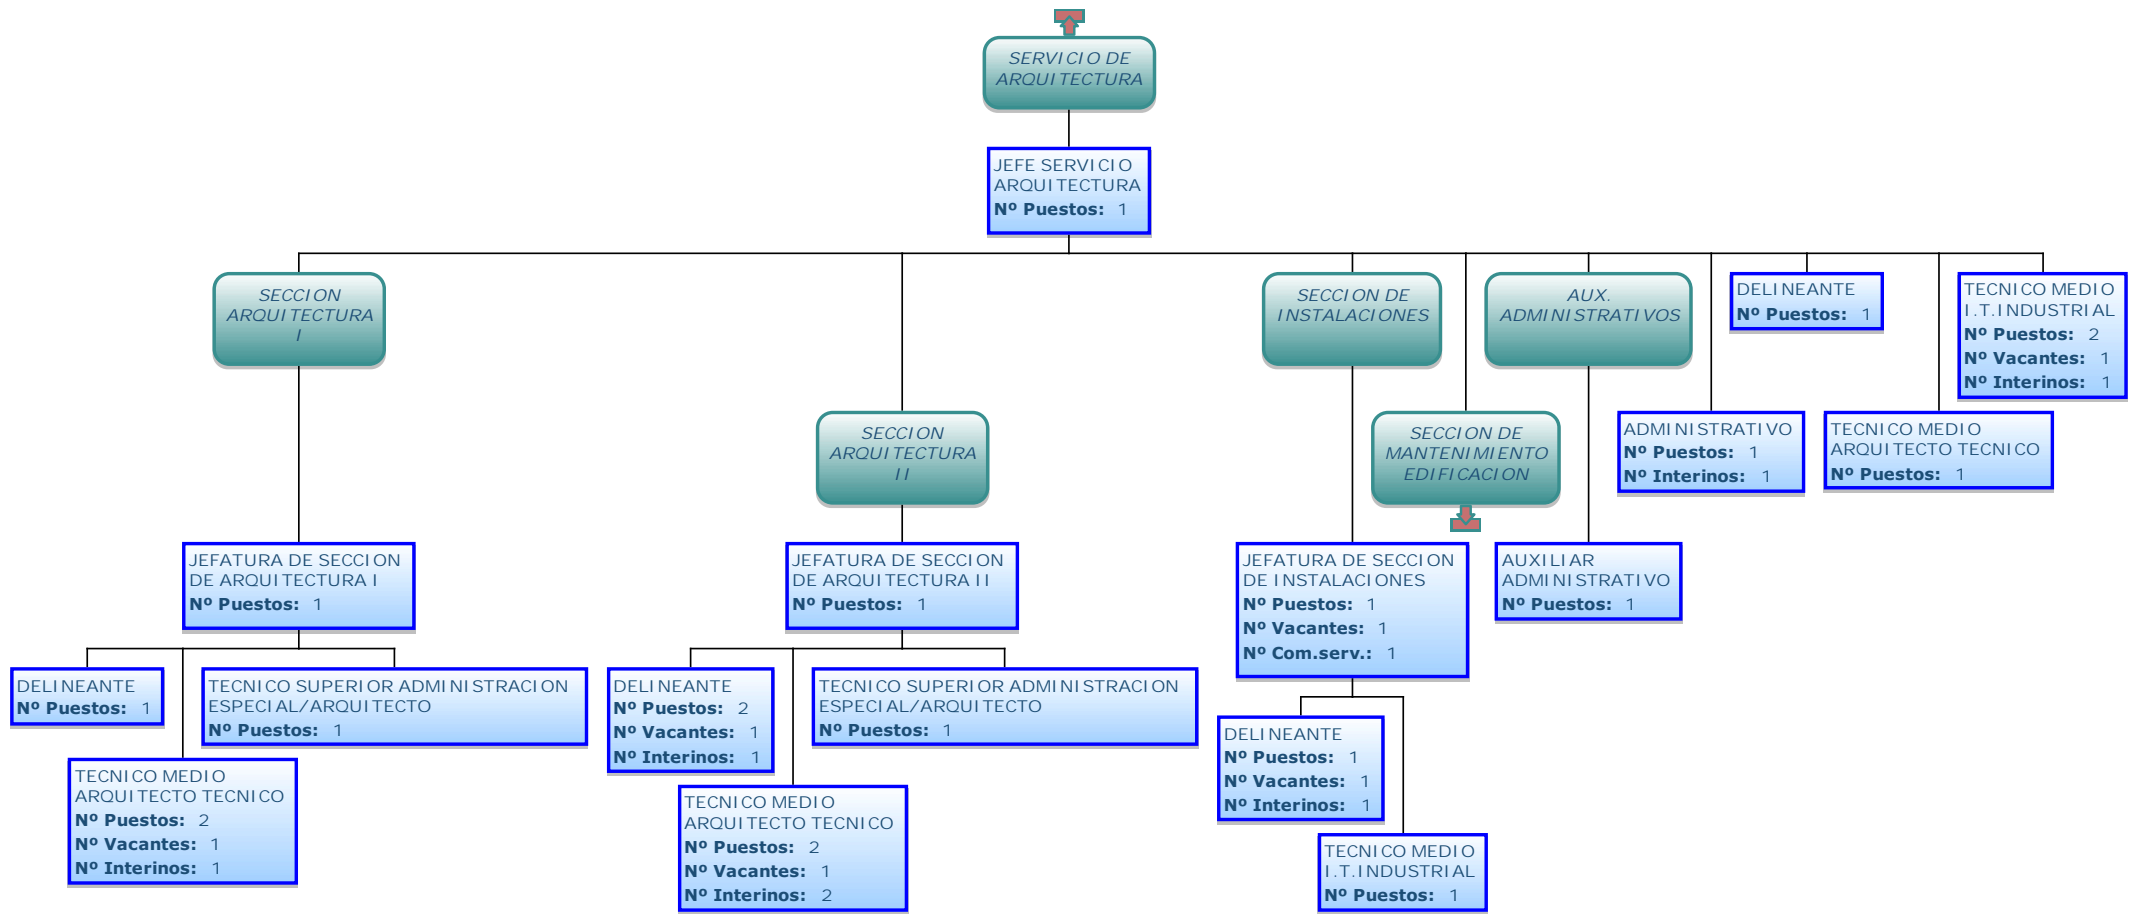 SERVICIO DE
ARQUITECTURA
JEFE SERVICIO
ARQUITECTURA
Nº Puestos: 1
SECCION
ARQUITECTURA
I
SECCION DE
INSTALACIONES
AUX.
ADMINISTRATIVOS
DELINEANTE
Nº Puestos: 1
TECNICO MEDIO
I.T.INDUSTRIAL
Nº Puestos: 2
Nº Vacantes: 1
Nº Interinos: 1
SECCION
ARQUITECTURA
II
SECCION DE
MANTENIMIENTO
EDIFICACION
ADMINISTRATIVO
Nº Puestos: 1
Nº Interinos: 1
TECNICO MEDIO
ARQUITECTO TECNICO
Nº Puestos: 1
JEFATURA DE SECCION
DE ARQUITECTURA I
Nº Puestos: 1
JEFATURA DE SECCION
DE ARQUITECTURA II
Nº Puestos: 1
JEFATURA DE SECCION
DE INSTALACIONES
Nº Puestos: 1
Nº Vacantes: 1
Nº Com.serv.: 1
AUXILIAR
ADMINISTRATIVO
Nº Puestos: 1
DELINEANTE
Nº Puestos: 1
TECNICO SUPERIOR ADMINISTRACION
ESPECIAL/ARQUITECTO
Nº Puestos: 1
DELINEANTE
Nº Puestos: 2
Nº Vacantes: 1
Nº Interinos: 1
TECNICO SUPERIOR ADMINISTRACION
ESPECIAL/ARQUITECTO
Nº Puestos: 1
DELINEANTE
Nº Puestos: 1
Nº Vacantes: 1
Nº Interinos: 1
TECNICO MEDIO
ARQUITECTO TECNICO
Nº Puestos: 2
Nº Vacantes: 1
Nº Interinos: 1
TECNICO MEDIO
ARQUITECTO TECNICO
Nº Puestos: 2
Nº Vacantes: 1
Nº Interinos: 2
TECNICO MEDIO
I.T.INDUSTRIAL
Nº Puestos: 1